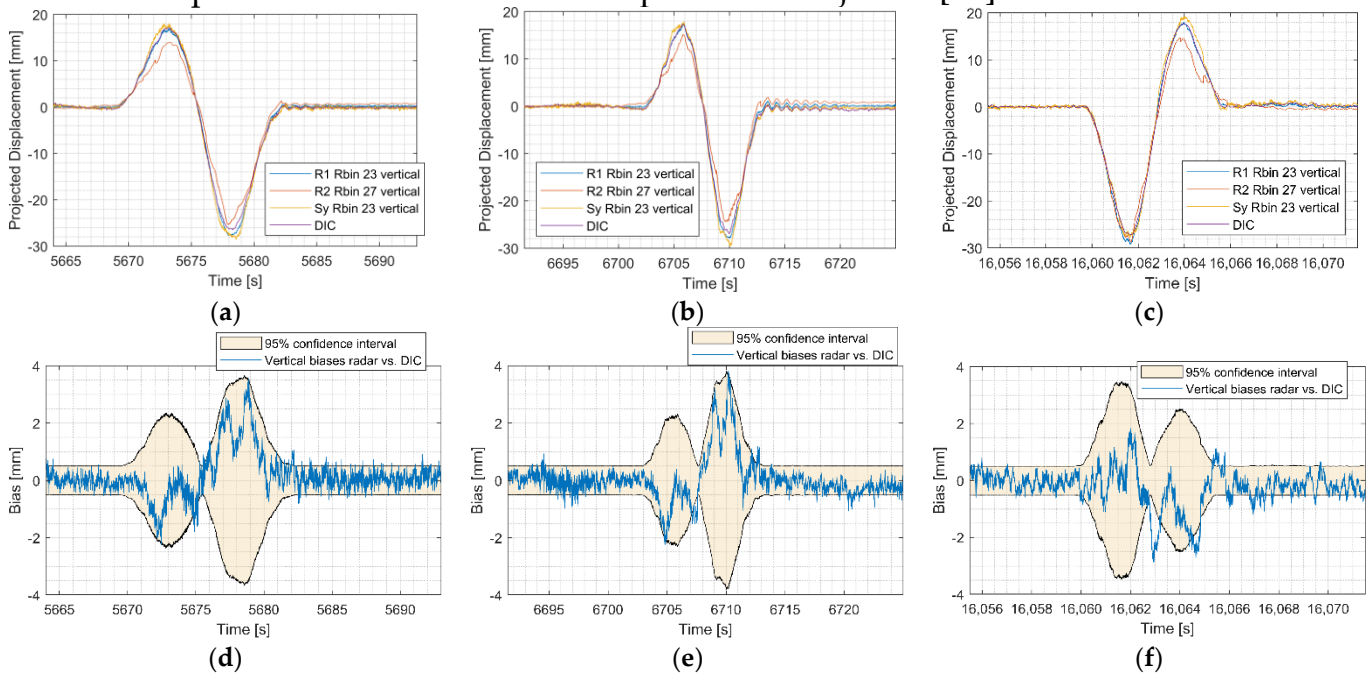 20
10
0
-10
-20
-30
Projected Displacement [mm]
R1 Rbin 23 vertical
R2 Rbin 27 vertical
Sy Rbin 23 vertical
DIC
5665 5670 5675 5680 5685 5690
Time [s]
(a)
20
10
0
-10
-20
-30
Projected Displacement [mm]
R1 Rbin 23 vertical
R2 Rbin 27 vertical
Sy Rbin 23 vertical
DIC
6695 6700 6705 6710 6715 6720
Time [s]
(b)
20
10
0
-10
-20
-30
Projected Displacement [mm]
R1 Rbin 23 vertical
R2 Rbin 27 vertical
Sy Rbin 23 vertical
DIC
16,056 16,058 16,060 16,062 16,064 16,066 16,068 16,070
Time [s]
(c)
95% confidence interval
Vertical biases radar vs. DIC
4
2
0
-2
-4
Bias [mm]
5665 5670 5675 5680 5685 5690
Time [s]
(d)
95% confidence interval
Vertical biases radar vs. DIC
4
2
0
-2
-4
Bias [mm]
6695 6700 6705 6710 6715 6720
Time [s]
(e)
95% confidence interval
Vertical biases radar vs. DIC
4
2
0
-2
-4
Bias [mm]
16,056 16,058 16,060 16,062 16,064 16,066 16,068 16,070
Time [s]
(f)